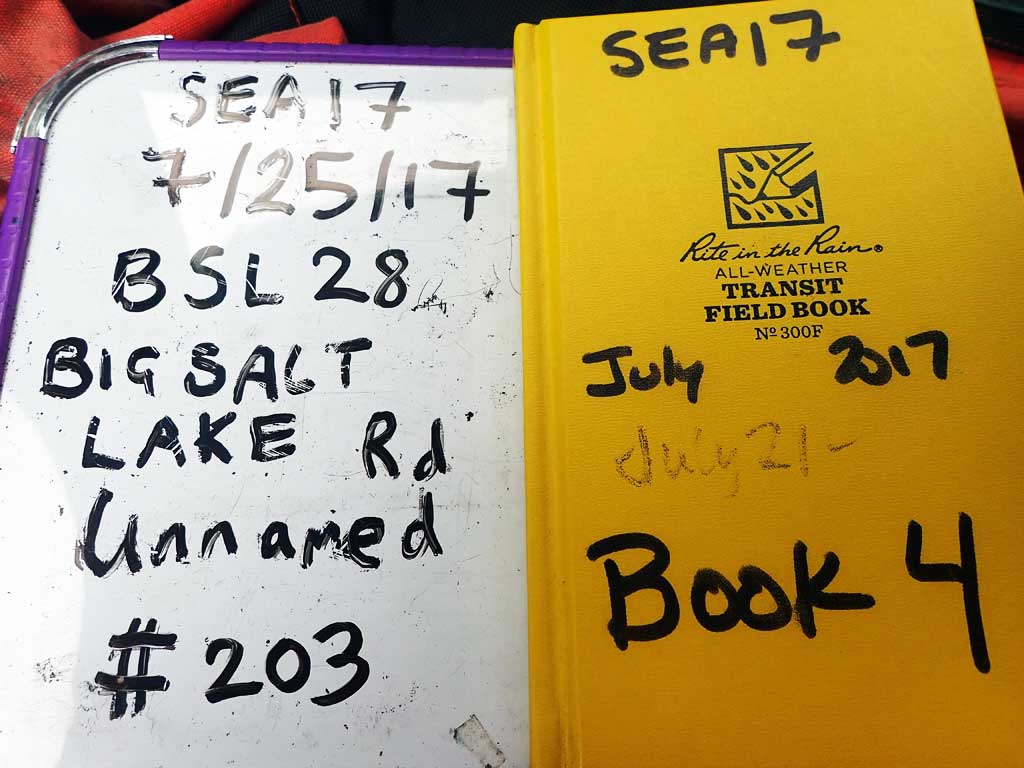 SEA17
7/25/17
BSL 28
BIG SALT
LAKE Rd
Unnamed
#203
SEA17
Rite in the Rain®
ALL-WEATHER
TRANSIT
FIELD BOOK
Nº 300F
July 2017
July 21-
Book 4